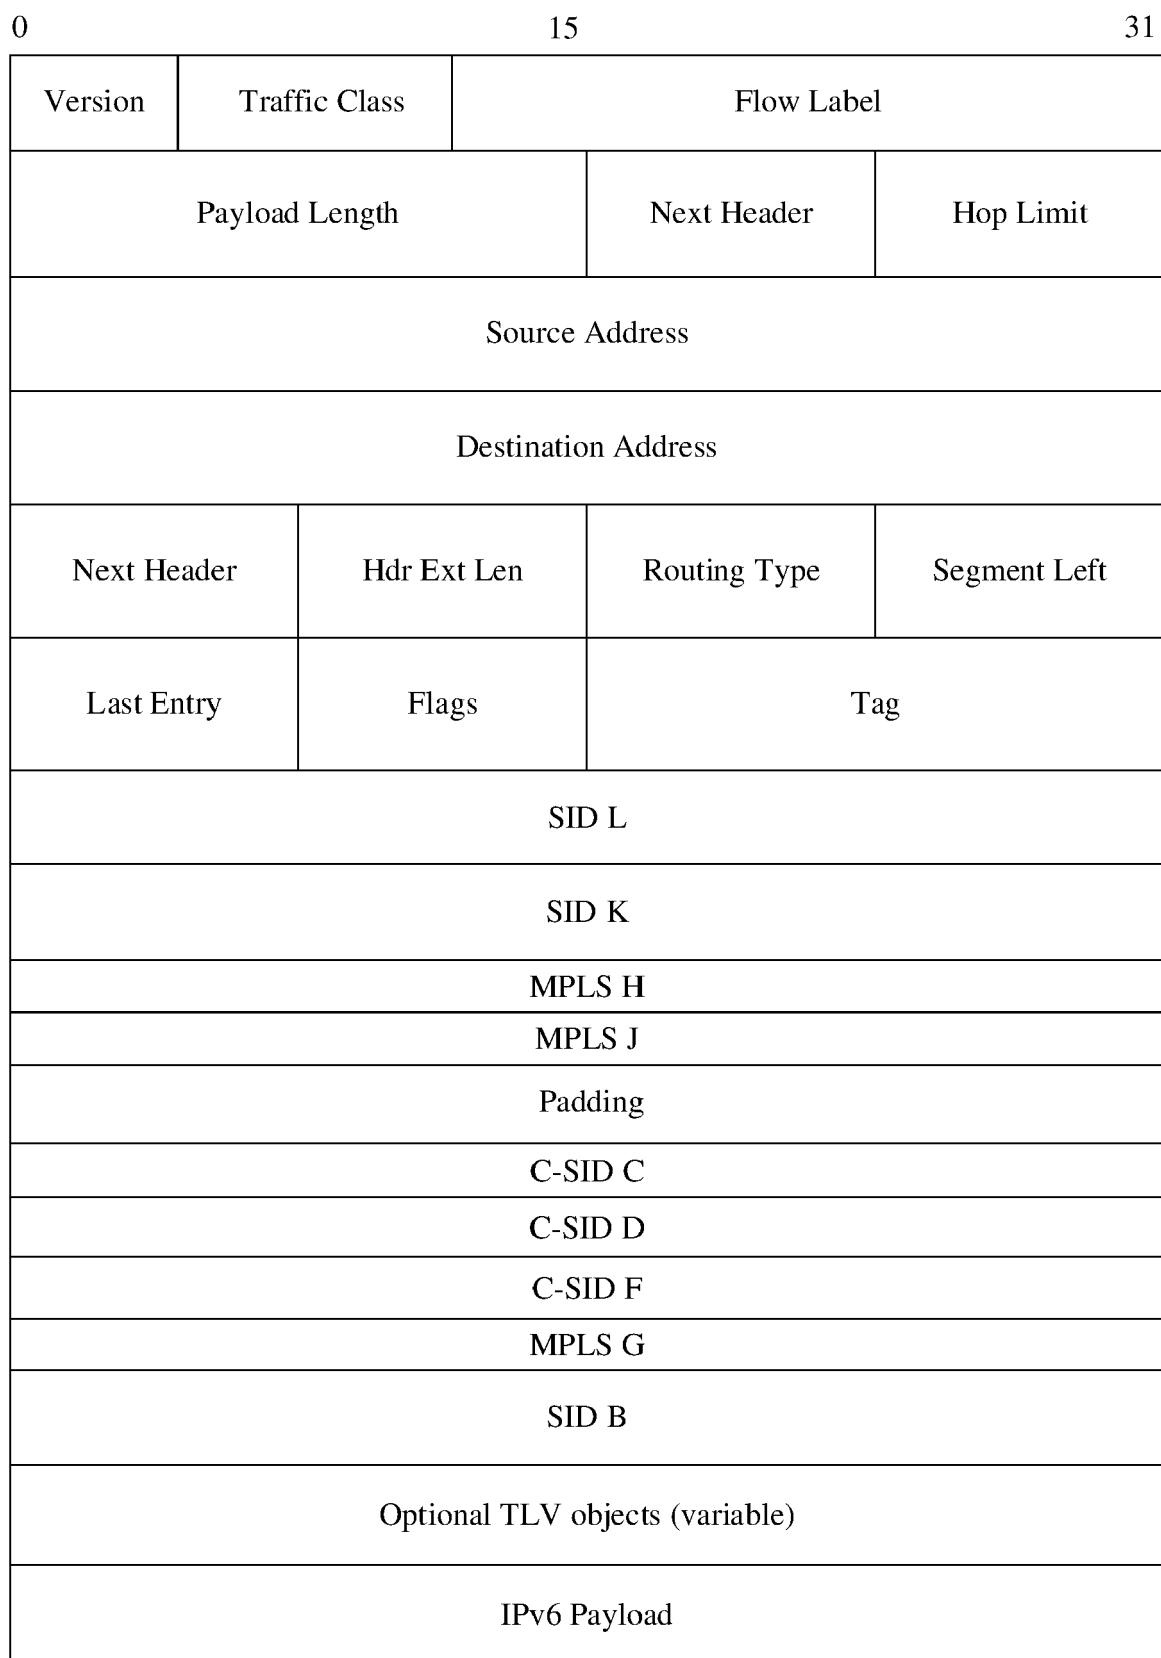 0 15 31
Version Traffic Class Flow Label
Payload Length Next Header Hop Limit
Source Address
Destination Address
Next Header Hdr Ext Len Routing Type Segment Left
Last Entry Flags Tag
SID L
SID K
MPLS H
MPLS J
Padding
C-SID C
C-SID D
C-SID F
MPLS G
SID B
Optional TLV objects (variable)
IPv6 Payload